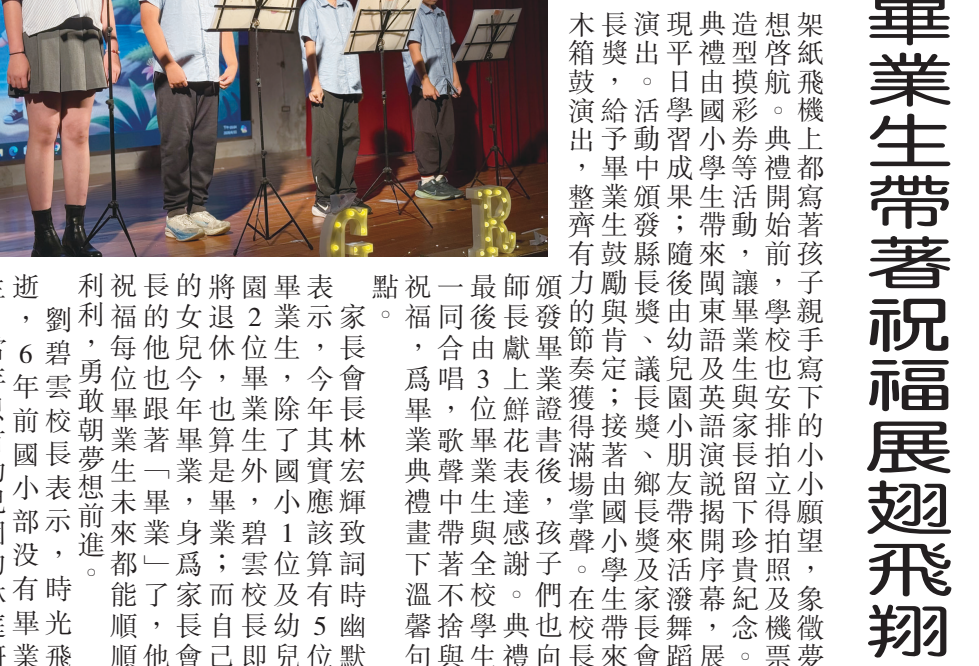 畢業生帶著祝福展翅飛翔
架紙飛機上都寫著孩子親手寫下的小小願望，象徵夢
想啓航。典禮開始前，學校也安排拍立得拍照及機票
造型摸彩券等活動，讓畢業生與家長留下珍貴紀念。
典禮由國小學生帶來閩東語及英語演説揭開序幕，展
現平日學習成果；隨後由幼兒園小朋友帶來活潑舞蹈
演出。活動中頒發縣長獎、議長獎、鄉長獎及家長會
長獎，給予畢業生鼓勵與肯定；接著由國小學生帶來
木箱鼓演出，整齊有力的節奏獲得滿場掌聲。在校長
頒發畢業證書後，孩子們也向
師長獻上鮮花表達感謝。典禮
最後由3位畢業生與全校學生
一同合唱，歌聲中帶著不捨與
祝福，爲畢業典禮畫下溫馨句
點。
家長會長林宏輝致詞時幽默
表示，今年其實應該算有5位
畢業生，除了國小1位及幼兒
園2位畢業生外，碧雲校長即
將退休，也算是畢業；而自己
的女兒今年畢業，身爲家長會
長的他也跟著「畢業」了，他
祝福每位畢業生未來都能順順
利利，勇敢朝夢想前進。
劉碧雲校長表示，時光飛
逝，6年前國小部没有畢業
G R